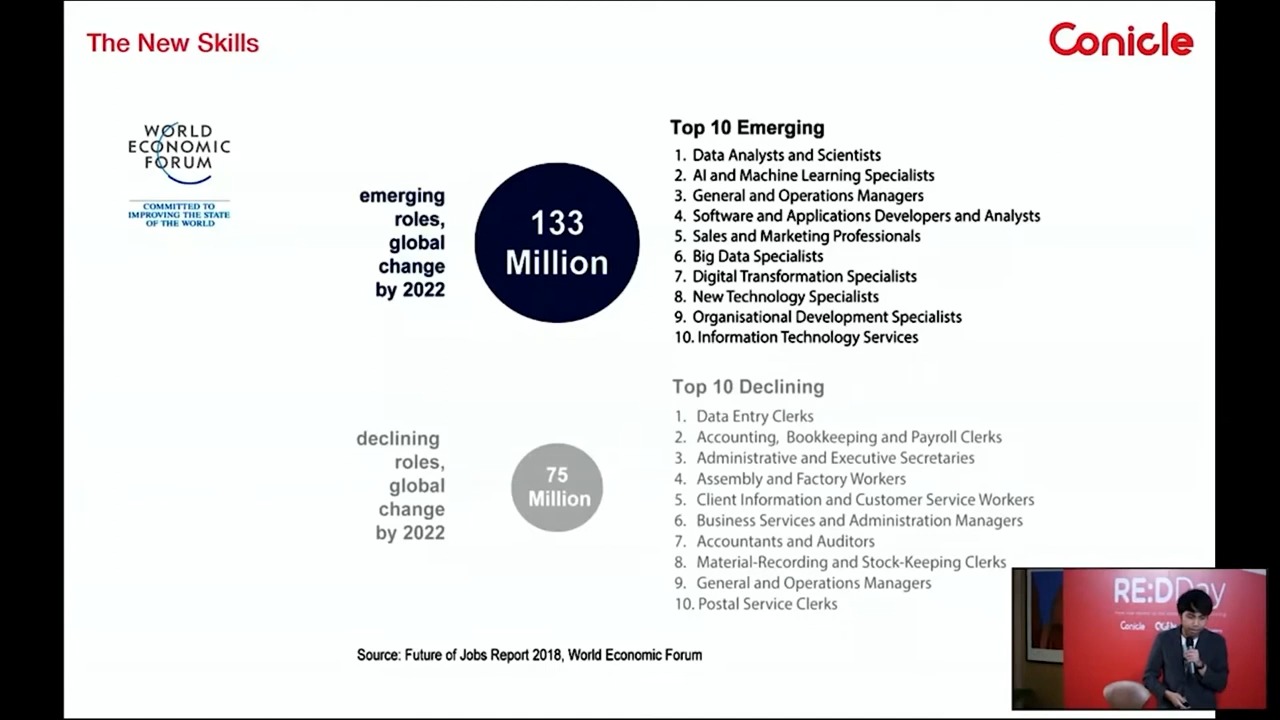 The New Skills
Conicle
WORLD
ECONOMIC
FORUM
COMMITTED TO
IMPROVING THE STATE
OF THE WORLD
emerging
roles,
global
change
by 2022
133
Million
Top 10 Emerging
1. Data Analysts and Scientists
2. AI and Machine Learning Specialists
3. General and Operations Managers
4. Software and Applications Developers and Analysts
5. Sales and Marketing Professionals
6. Big Data Specialists
7. Digital Transformation Specialists
8. New Technology Specialists
9. Organisational Development Specialists
10. Information Technology Services
declining
roles,
global
change
by 2022
75
Million
Top 10 Declining
1. Data Entry Clerks
2. Accounting, Bookkeeping and Payroll Clerks
3. Administrative and Executive Secretaries
4. Assembly and Factory Workers
5. Client Information and Customer Service Workers
6. Business Services and Administration Managers
7. Accountants and Auditors
8. Material-Recording and Stock-Keeping Clerks
9. General and Operations Managers
10. Postal Service Clerks
Source: Future of Jobs Report 2018, World Economic Forum
RE:DDay
Conicle